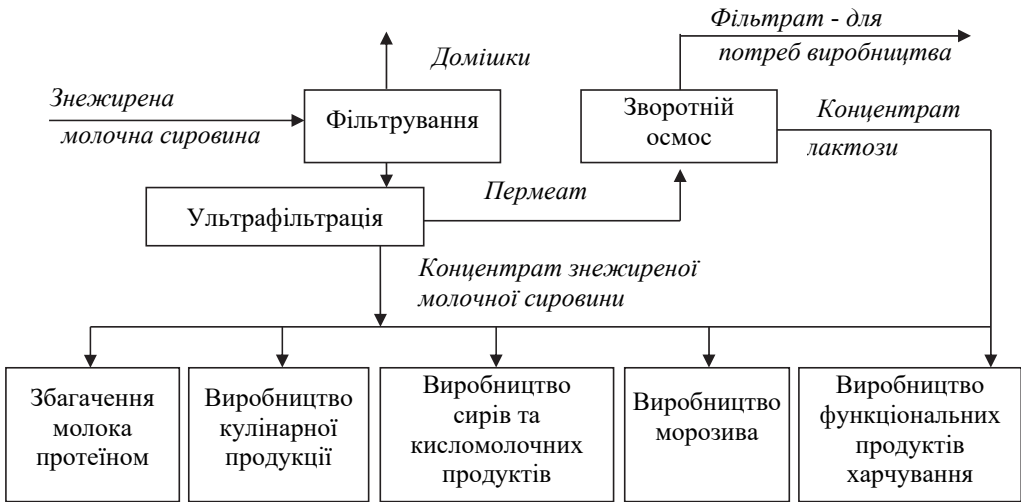 Фільтрат - для
потреб виробництва
Домішки
Знежирена
молочна сировина
Фільтрування
Зворотній
осмос
Концентрат
лактози
Ультрафільтрація
Пермеат
Концентрат знежиреної
молочної сировини
Збагачення
молока
протеїном
Виробництво
кулінарної
продукції
Виробництво
сирів та
кисломолочних
продуктів
Виробництво
морозива
Виробництво
функціональних
продуктів
харчування